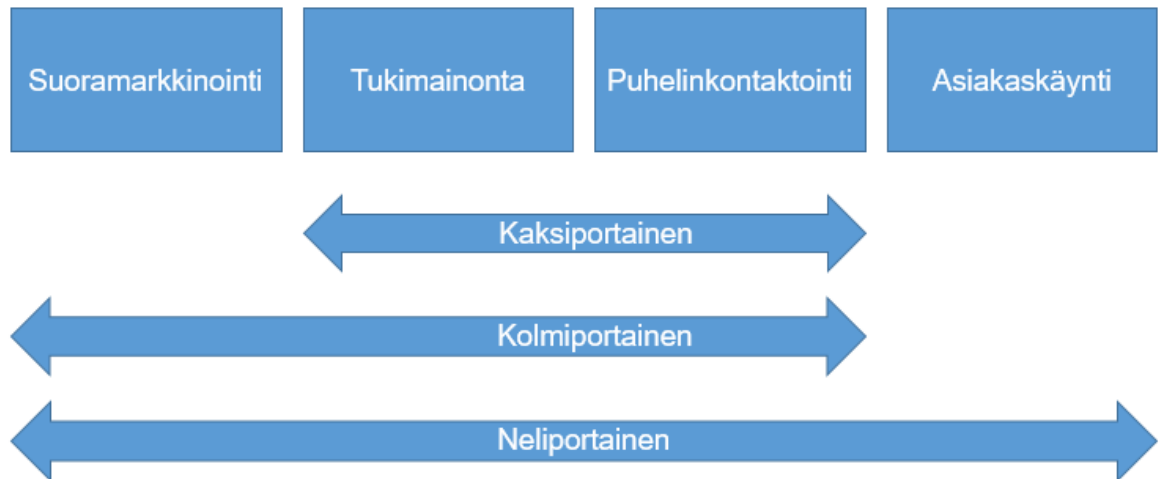 Suoramarkkinointi
Tukimainonta
Puhelinkontaktointi
Asiakaskäynti
Kaksiportainen
Kolmiportainen
Neliportainen